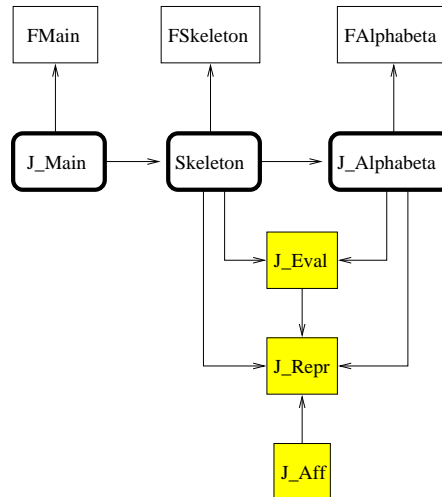 FMain
FSkeleton
FAlphabeta
J_Main
Skeleton
J_Alphabeta
J_Eval
J_Repr
J_Aff